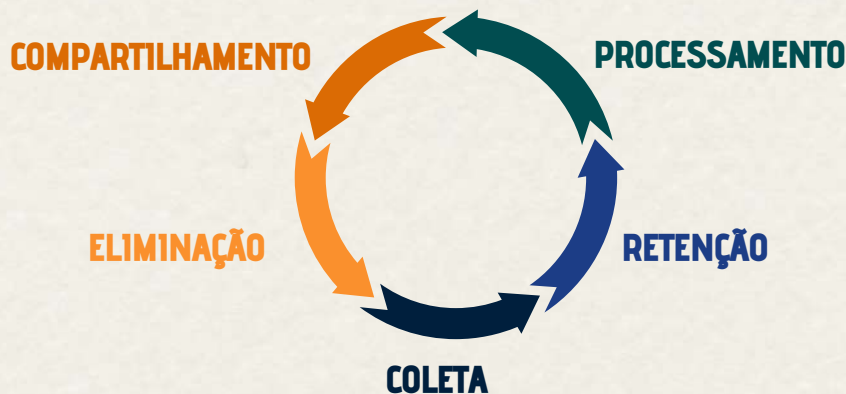 COMPARTILHAMENTO
PROCESSAMENTO
ELIMINAÇÃO
RETENÇÃO
COLETA